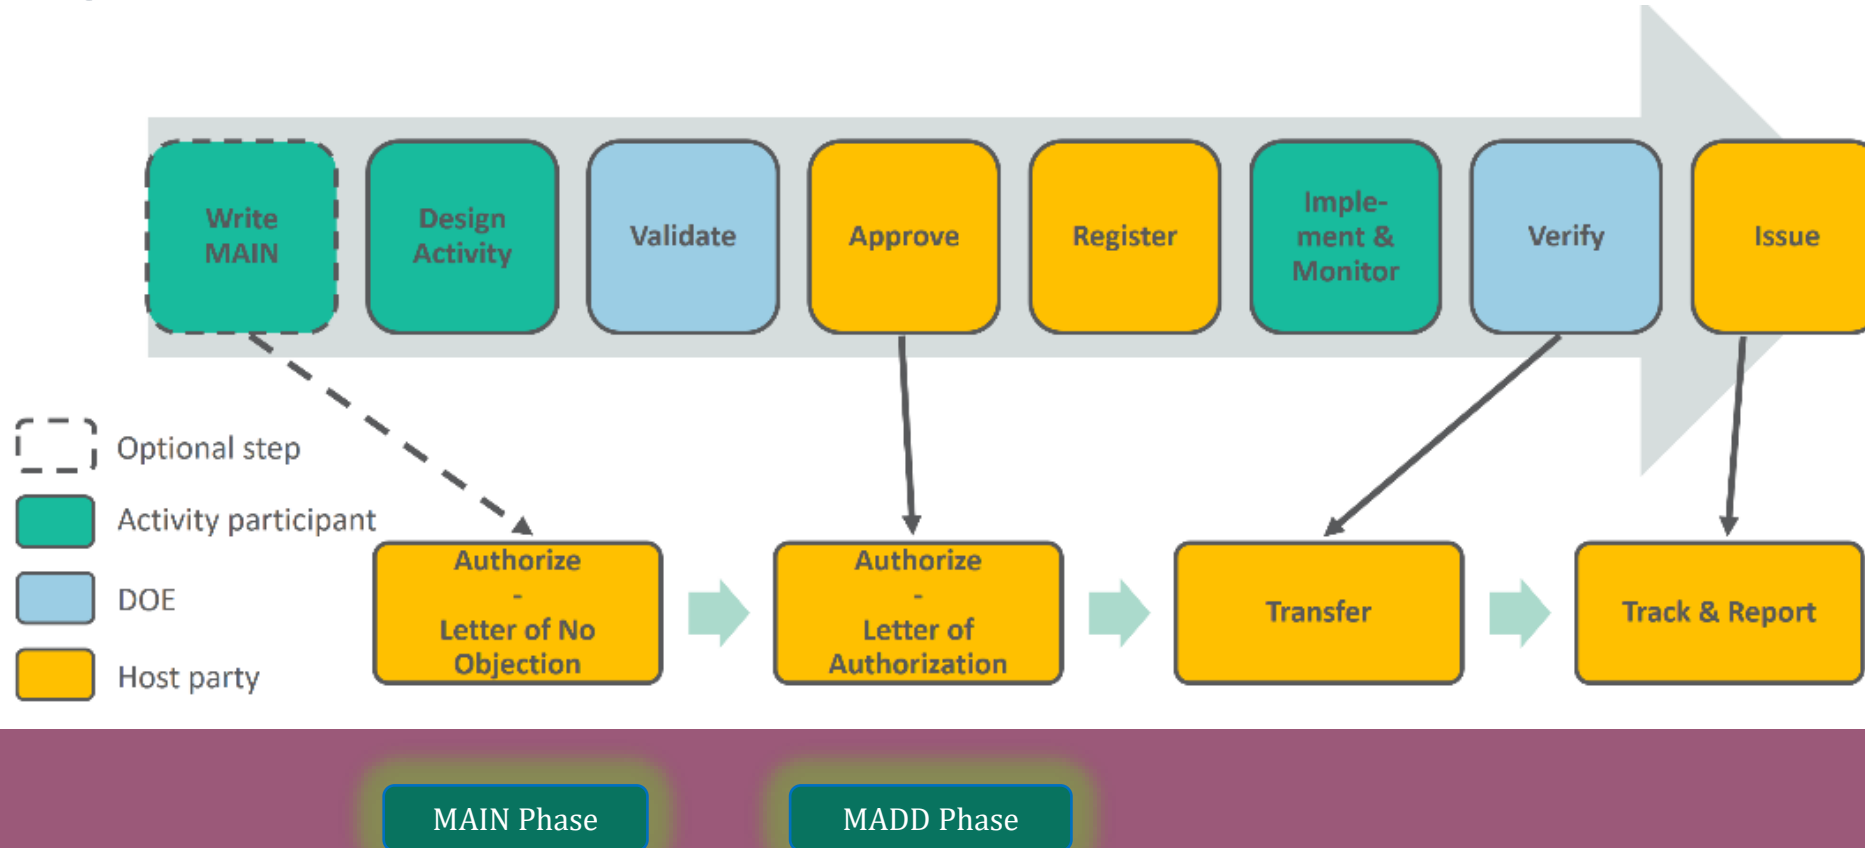 Write
MAIN
Design
Activity
Validate
Approve
Register
Imple-
ment &
Monitor
Verify
Issue
Optional step
Activity participant
DOE
Host party
Authorize
-
Letter of No
Objection
Authorize
-
Letter of
Authorization
Transfer
Track & Report
MAIN Phase
MADD Phase